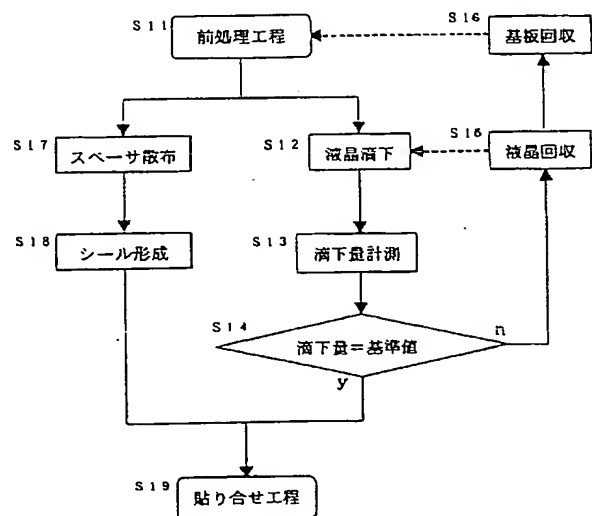 S11
前処理工程
S16
基板回収
S17
スペーサ散布
S12
液晶滴下
S16
液晶回収
S18
シール形成
S13
滴下量計測
S14
滴下量=基準値
n
y
S19
貼り合せ工程